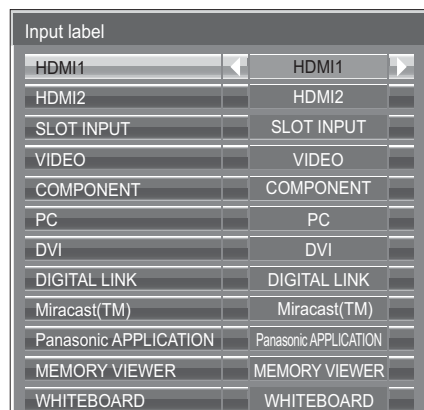 Input label
HDMI1 HDMI1
HDMI2 HDMI2
SLOT INPUT SLOT INPUT
VIDEO VIDEO
COMPONENT COMPONENT
PC PC
DVI DVI
DIGITAL LINK DIGITAL LINK
Miracast(TM) Miracast(TM)
Panasonic APPLICATION Panasonic APPLICATION
MEMORY VIEWER MEMORY VIEWER
WHITEBOARD WHITEBOARD